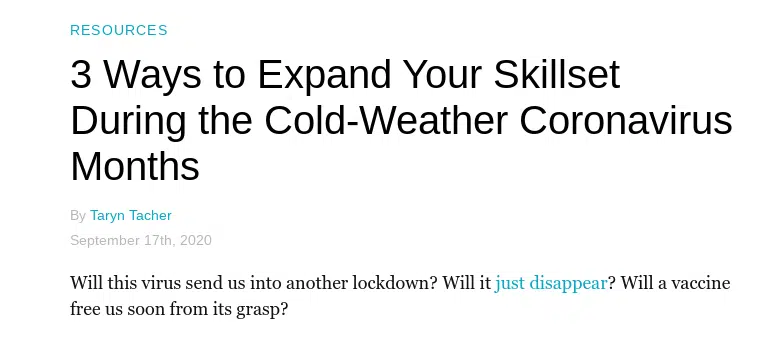 RESOURCES
3 Ways to Expand Your Skillset
During the Cold-Weather Coronavirus
Months
By Taryn Tacher
September 17th, 2020
Will this virus send us into another lockdown? Will it just disappear? Will a vaccine
free us soon from its grasp?